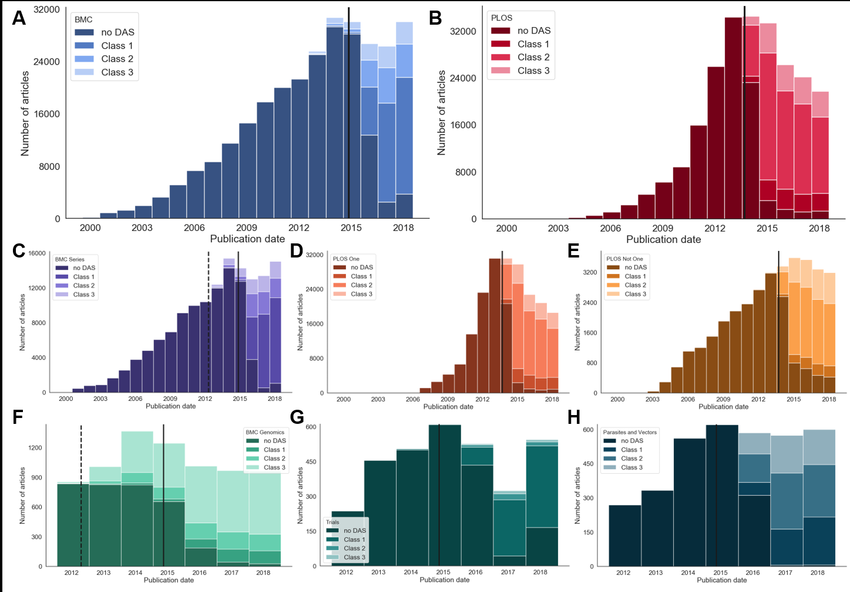 A
BMC
no DAS
Class 1
Class 2
Class 3
Number of articles
32000
24000
16000
8000
0
2000 2003 2006 2009 2012 2015 2018
Publication date
B
PLOS
no DAS
Class 1
Class 2
Class 3
Number of articles
32000
24000
16000
8000
0
2000 2003 2006 2009 2012 2015 2018
Publication date
C
BMC Series
no DAS
Class 1
Class 2
Class 3
Number of articles
16000
12000
8000
4000
0
2000 2003 2006 2009 2012 2015 2018
Publication date
D
PLOS One
no DAS
Class 1
Class 2
Class 3
Number of articles
32000
24000
16000
8000
0
2000 2003 2006 2009 2012 2015 2018
Publication date
E
PLOS Not One
no DAS
Class 1
Class 2
Class 3
Number of articles
3200
2400
1600
800
0
2000 2003 2006 2009 2012 2015 2018
Publication date
F
BMC Genomics
no DAS
Class 1
Class 2
Class 3
Number of articles
1200
900
600
300
0
2012 2013 2014 2015 2016 2017 2018
Publication date
G
Trials
no DAS
Class 1
Class 2
Class 3
Number of articles
600
450
300
150
0
2012 2013 2014 2015 2016 2017 2018
Publication date
H
Parasites and Vectors
no DAS
Class 1
Class 2
Class 3
Number of articles
600
450
300
150
0
2012 2013 2014 2015 2016 2017 2018
Publication date